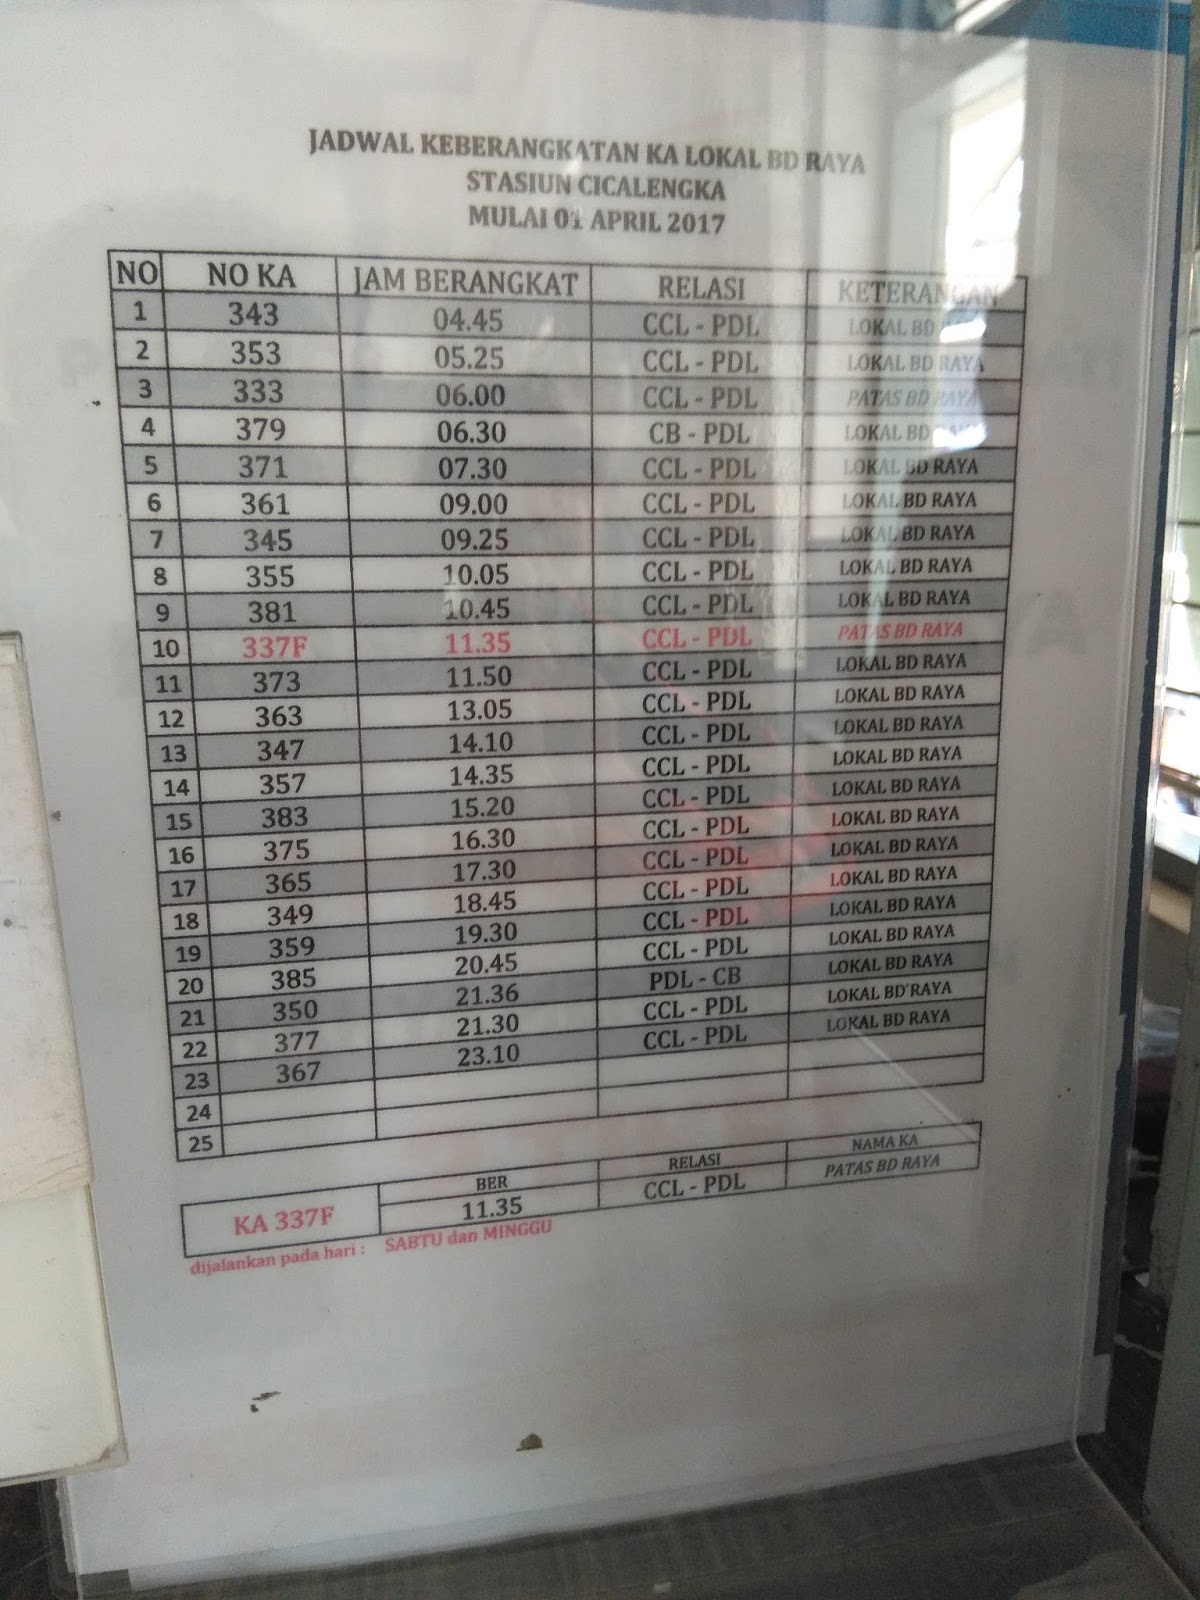 JADWAL KEBERANGKATAN KA LOKAL BD RAYA
STASIUN CICALENGKA
MULAI 01 APRIL 2017
NO NO KA JAM BERANGKAT RELASI KETERANGAN
1 343 04.45 CCL - PDL LOKAL BD
2 353 05.25 CCL - PDL LOKAL BD RAYA
3 333 06.00 CCL - PDL PATAS BD RAYA
4 379 06.30 CB - PDL LOKAL BD RAYA
5 371 07.30 CCL - PDL LOKAL BD RAYA
6 361 09.00 CCL - PDL LOKAL BD RAYA
7 345 09.25 CCL - PDL LOKAL BD RAYA
8 355 10.05 CCL - PDL LOKAL BD RAYA
9 381 10.45 CCL - PDL LOKAL BD RAYA
10 337F 11.35 CCL - PDL PATAS BD RAYA
11 373 11.50 CCL - PDL LOKAL BD RAYA
12 363 13.05 CCL - PDL LOKAL BD RAYA
13 347 14.10 CCL - PDL LOKAL BD RAYA
14 357 14.35 CCL - PDL LOKAL BD RAYA
15 383 15.20 CCL - PDL LOKAL BD RAYA
16 375 16.30 CCL - PDL LOKAL BD RAYA
17 365 17.30 CCL - PDL LOKAL BD RAYA
18 349 18.45 CCL - PDL LOKAL BD RAYA
19 359 19.30 CCL - PDL LOKAL BD RAYA
20 385 20.45 CCL - PDL LOKAL BD RAYA
21 350 21.36 PDL - CB LOKAL BD RAYA
22 377 21.30 CCL - PDL LOKAL BD RAYA
23 367 23.10 CCL - PDL LOKAL BD RAYA
24
25
KA 337F BER RELASI NAMA KA
11.35 CCL - PDL PATAS BD RAYA
dijalankan pada hari : SABTU dan MINGGU